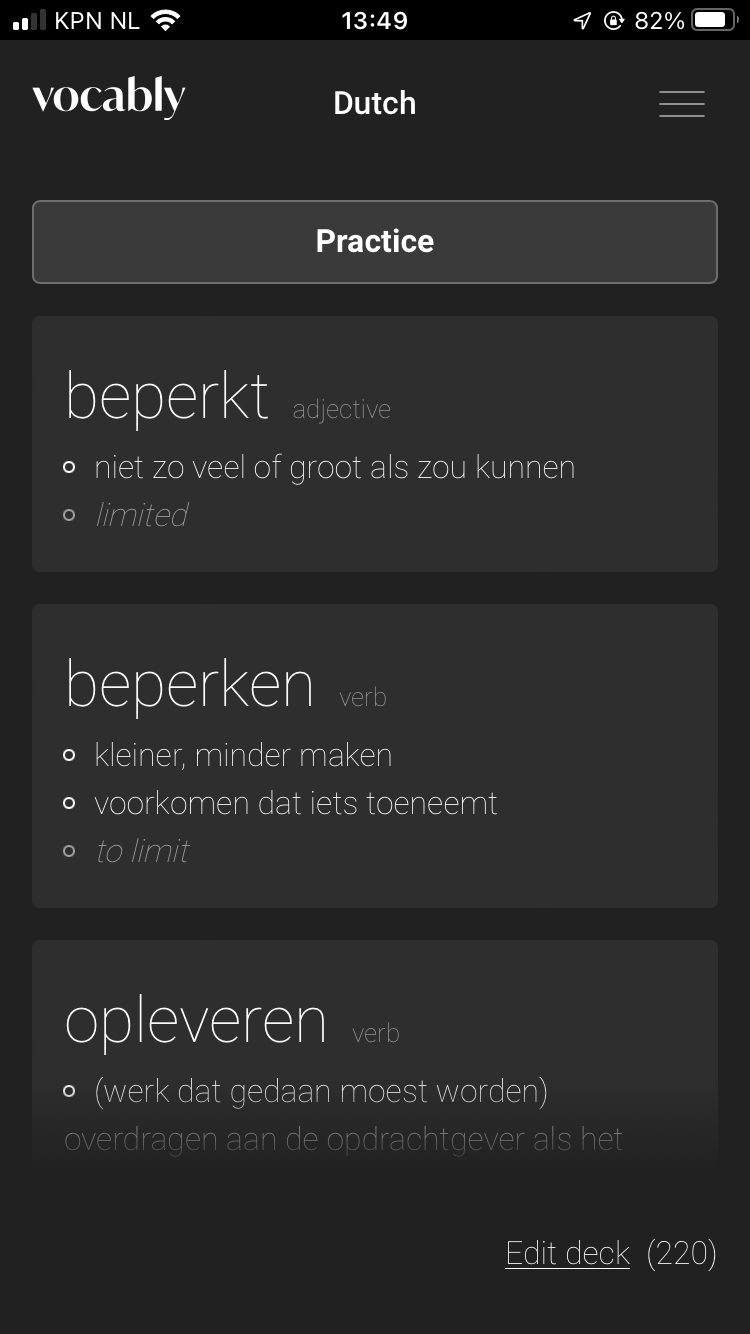 KPN NL 13:49 82%
vocably Dutch
Practice
beperkt adjective
niet zo veel of groot als zou kunnen
limited
beperken verb
kleiner, minder maken
voorkomen dat iets toeneemt
to limit
opleveren verb
(werk dat gedaan moest worden)
overdragen aan de opdrachtgever als het
Edit deck (220)